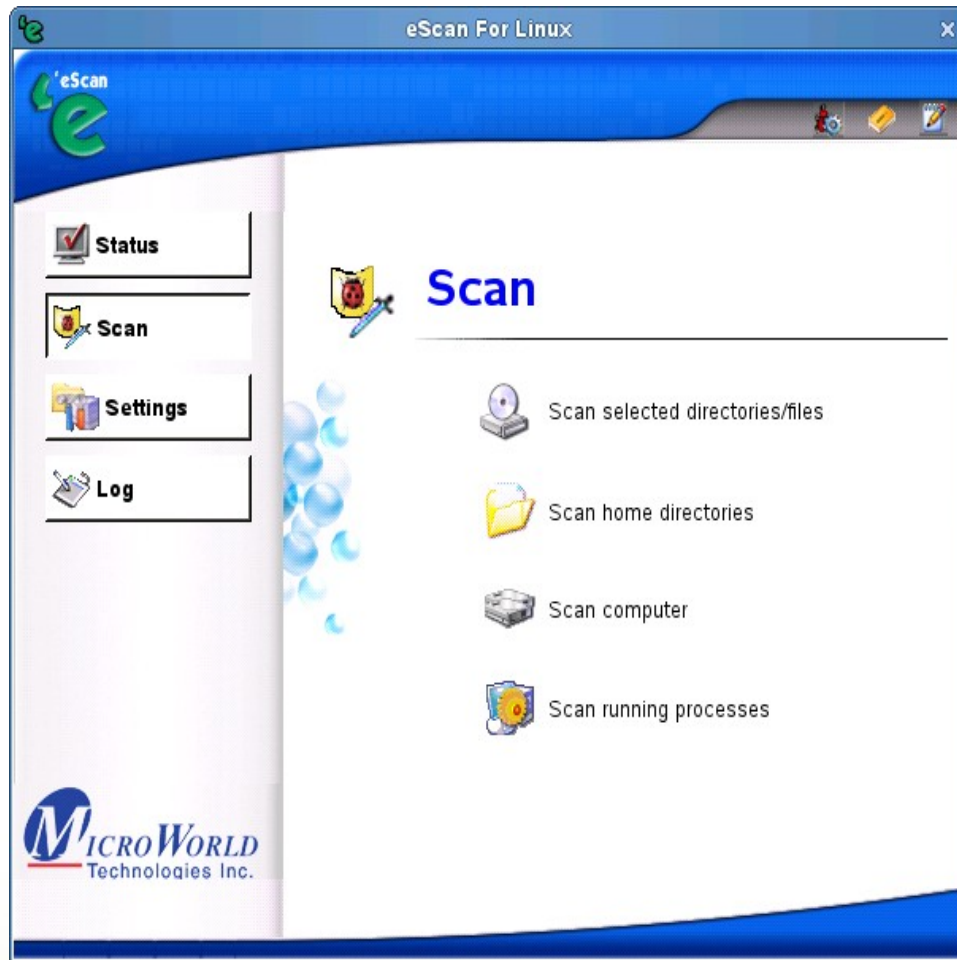 eScan For Linux
eScan
Status
Scan
Settings
Log
Scan
Scan selected directories/files
Scan home directories
Scan computer
Scan running processes
MICROWORLD
Technologies Inc.